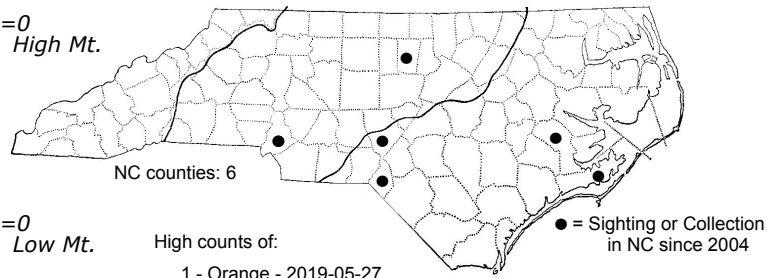 =0
High Mt.
NC counties: 6
=0
Low Mt.
High counts of:
1 - Orange - 2019-05-27
● = Sighting or Collection
in NC since 2004